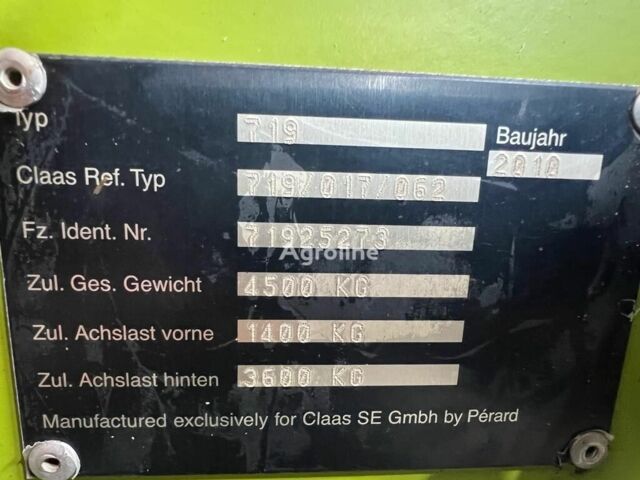 Typ 719 Baujahr
2010
Claas Ref. Typ 719/017/062
Fz. Ident. Nr. 71925273
Agroline
Zul. Ges. Gewicht 4500 KG
Zul. Achslast vorne 1400 KG
Zul. Achslast hinten 3600 KG
Manufactured exclusively for Claas SE Gmbh by Pérard